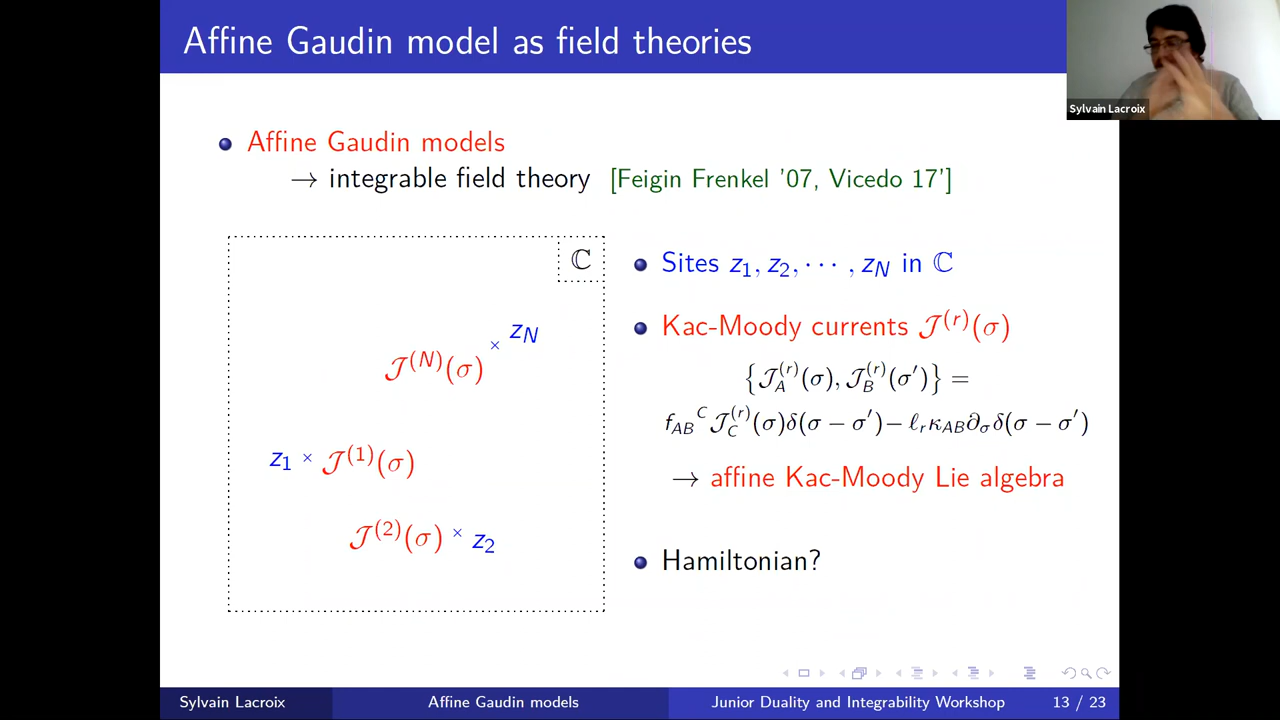 Affine Gaudin model as field theories
Sylvain Lacroix
Affine Gaudin models
→ integrable field theory [Feigin Frenkel '07, Vicedo 17']
ℂ
z_N
𝒥^(N)(σ)
z_1 × 𝒥^(1)(σ)
𝒥^(2)(σ) × z_2
Sites z_1, z_2, ⋯ , z_N in ℂ
Kac-Moody currents 𝒥^(r)(σ)
{𝒥_A^(r)(σ), 𝒥_B^(r)(σ′)} =
f_AB^C 𝒥_C^(r)(σ)δ(σ − σ′)− ℓ_r κ_AB ∂_σ δ(σ − σ′)
→ affine Kac-Moody Lie algebra
Hamiltonian?
Sylvain Lacroix Affine Gaudin models Junior Duality and Integrability Workshop 13 / 23